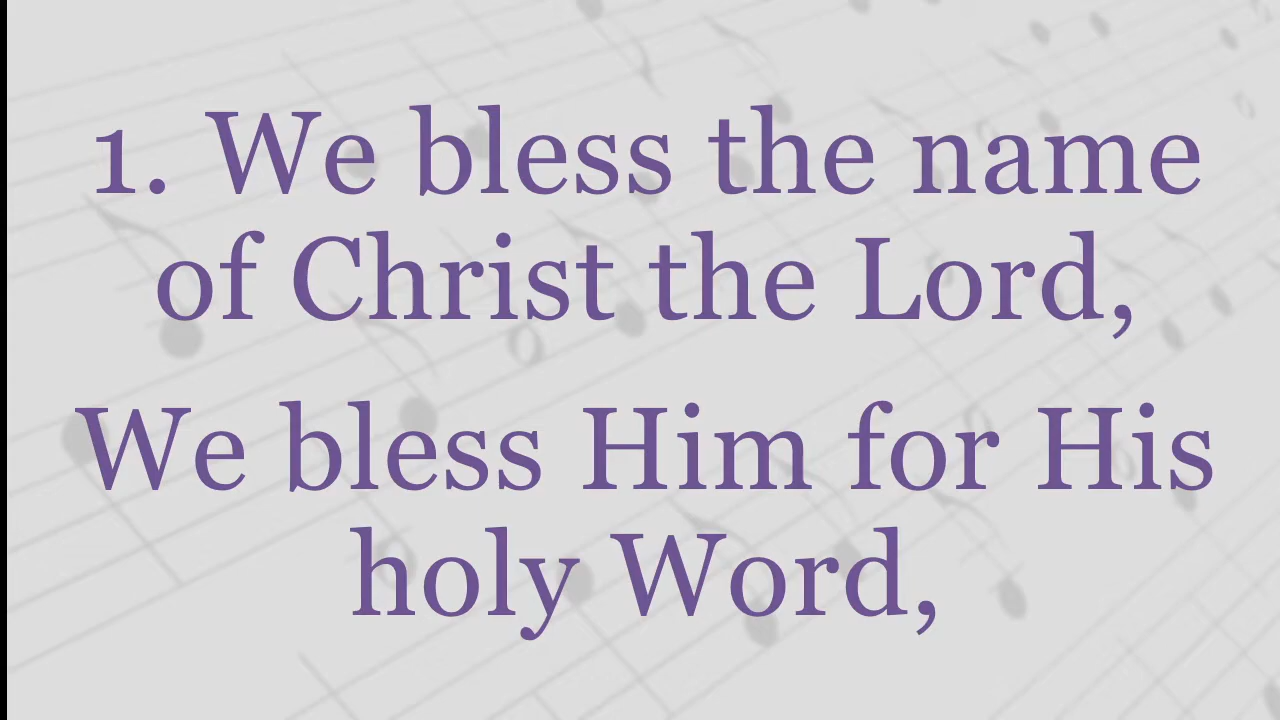 1. We bless the name
of Christ the Lord,
We bless Him for His
holy Word,